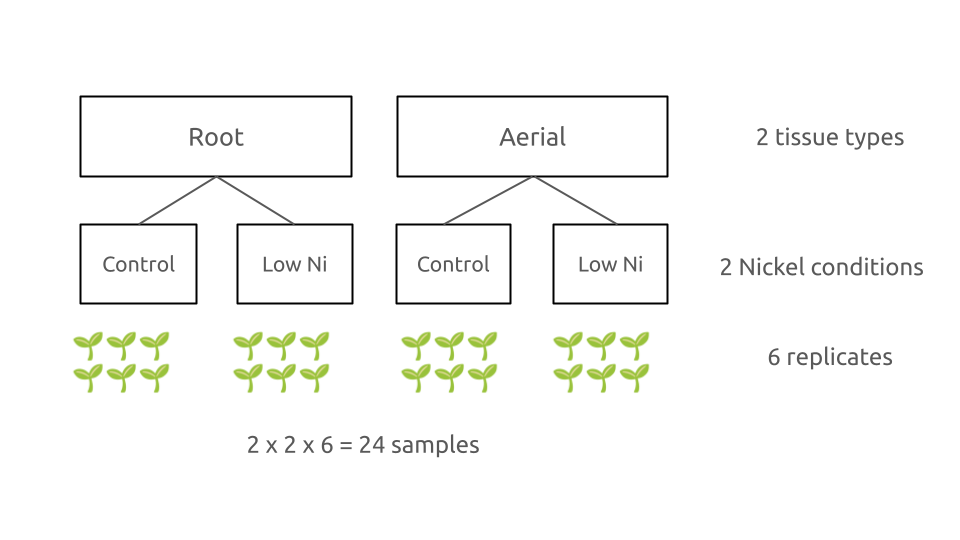 Root
Aerial
2 tissue types
Control
Low Ni
Control
Low Ni
2 Nickel conditions
6 replicates
2 x 2 x 6 = 24 samples